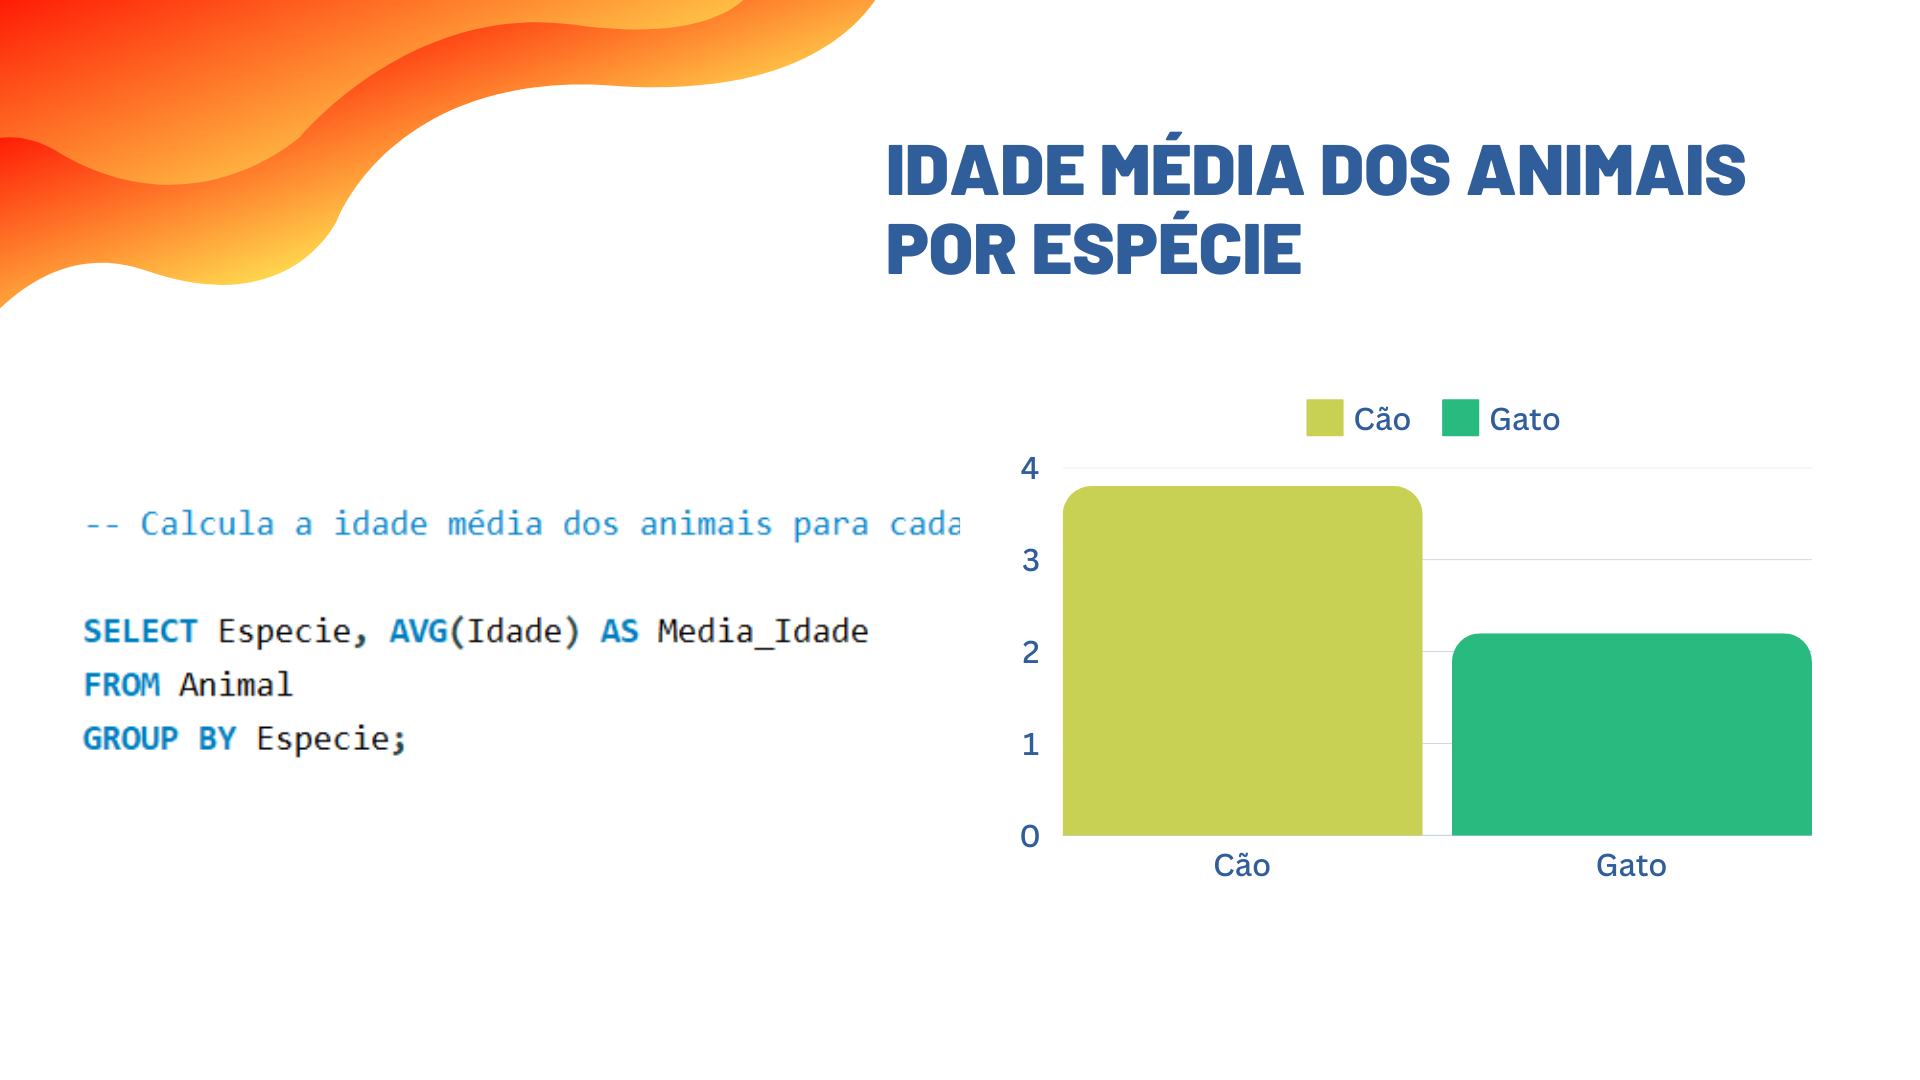 IDADE MÉDIA DOS ANIMAIS
POR ESPÉCIE
-- Calcula a idade média dos animais para cada
SELECT Especie, AVG(Idade) AS Media_Idade
FROM Animal
GROUP BY Especie;
Cão Gato
4
3
2
1
0
Cão Gato